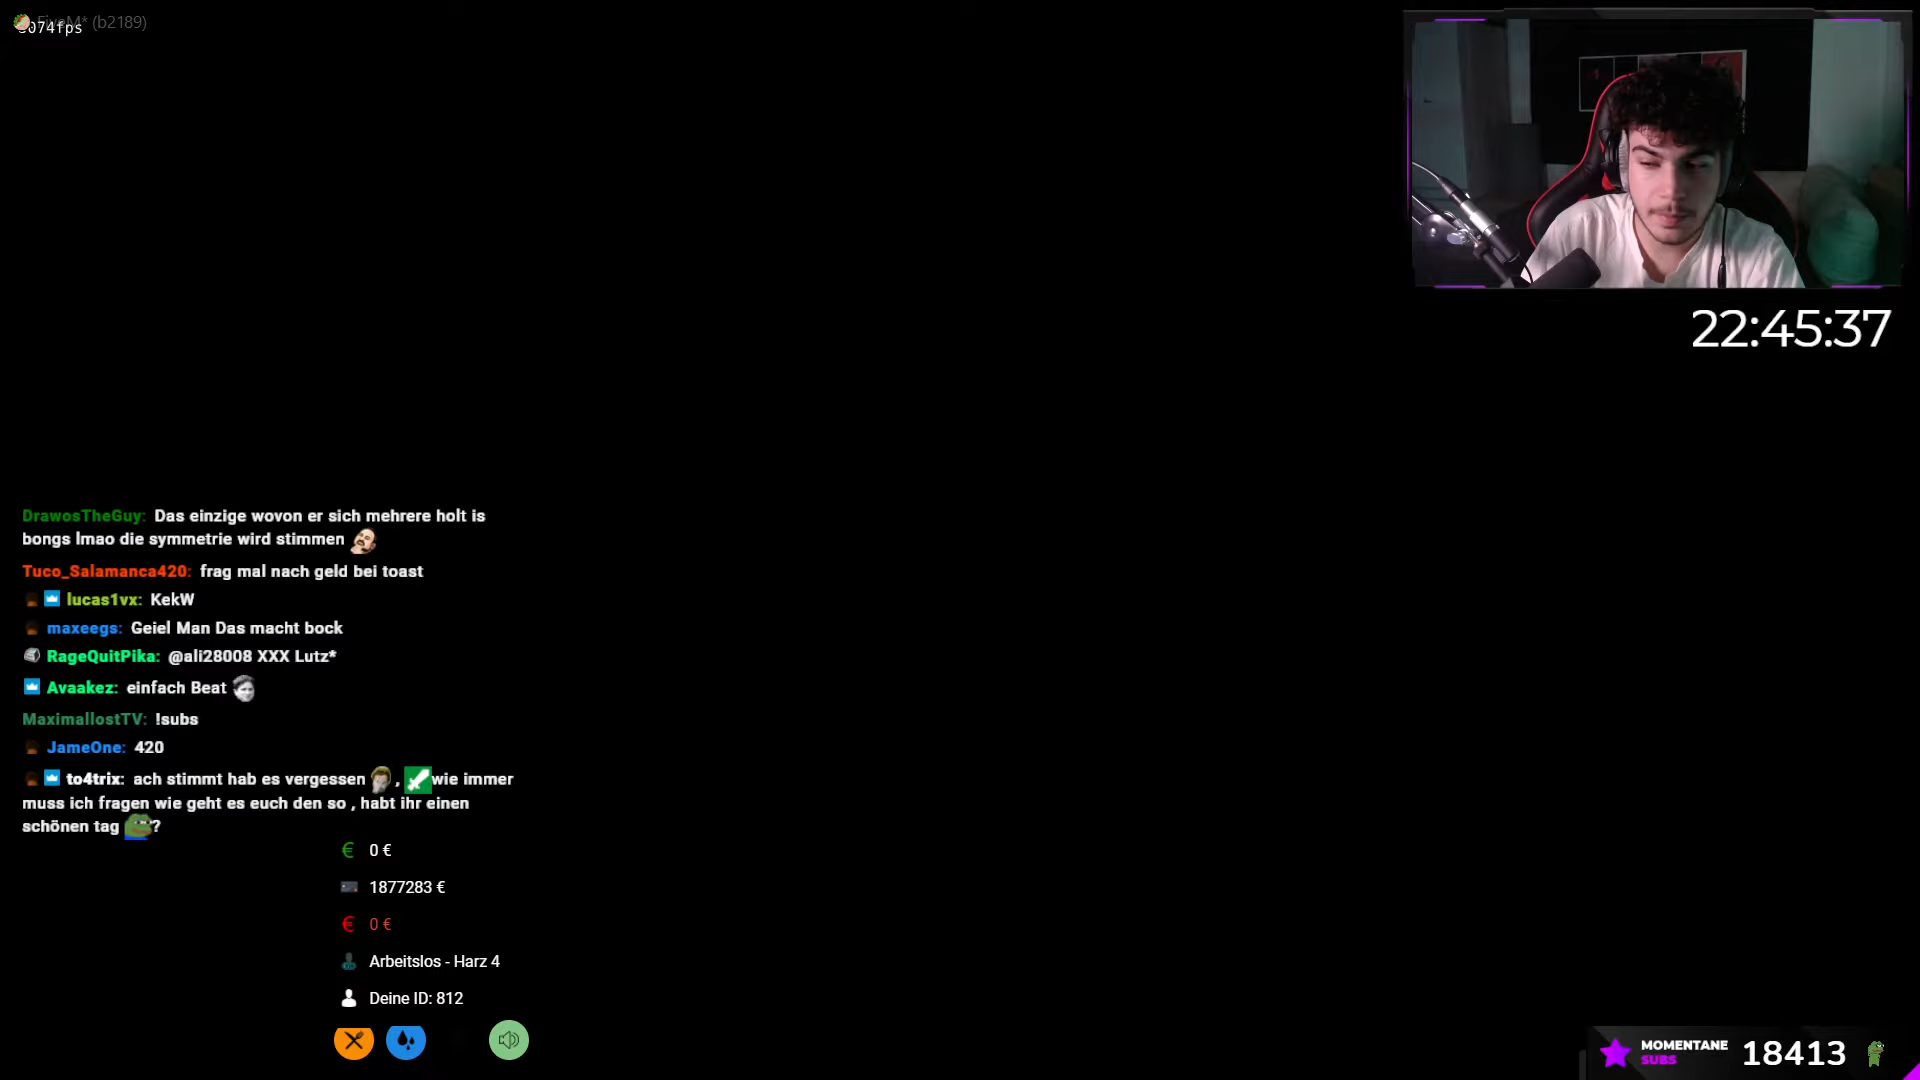 FiveM* (b2189)
074fps
22:45:37
DrawosTheGuy: Das einzige wovon er sich mehrere holt is
bongs lmao die symmetrie wird stimmen
Tuco_Salamanca420: frag mal nach geld bei toast
lucas1vx: KekW
maxeegs: Geiel Man Das macht bock
RageQuitPika: @ali28008 XXX Lutz*
Avaakez: einfach Beat
MaximallostTV: !subs
JameOne: 420
to4trix: ach stimmt hab es vergessen , wie immer
muss ich fragen wie geht es euch den so , habt ihr einen
schönen tag ?
€ 0 €
1877283 €
€ 0 €
Arbeitslos - Harz 4
Deine ID: 812
MOMENTANE
SUBS
18413